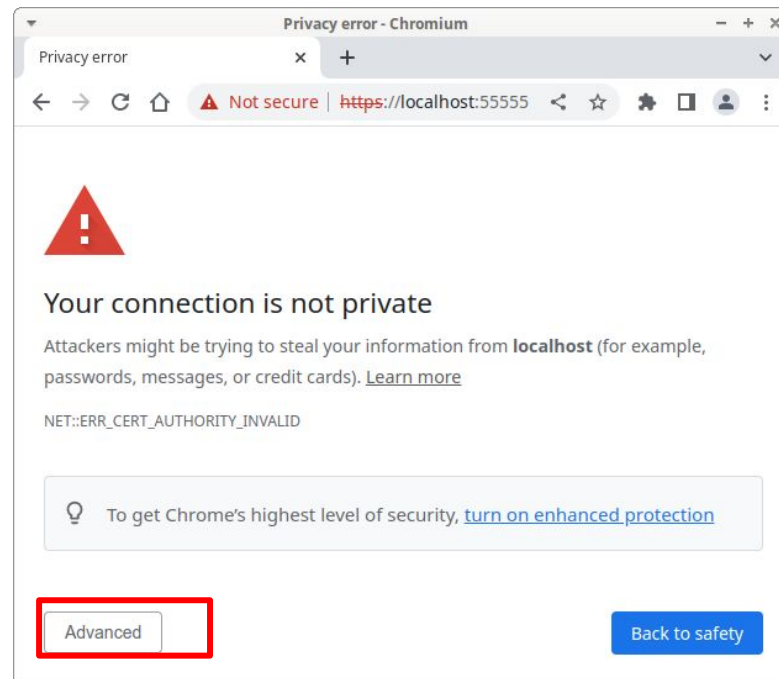 Privacy error - Chromium
Privacy error
Not secure | https://localhost:55555
Your connection is not private
Attackers might be trying to steal your information from localhost (for example,
passwords, messages, or credit cards). Learn more
NET::ERR_CERT_AUTHORITY_INVALID
To get Chrome's highest level of security, turn on enhanced protection
Advanced
Back to safety